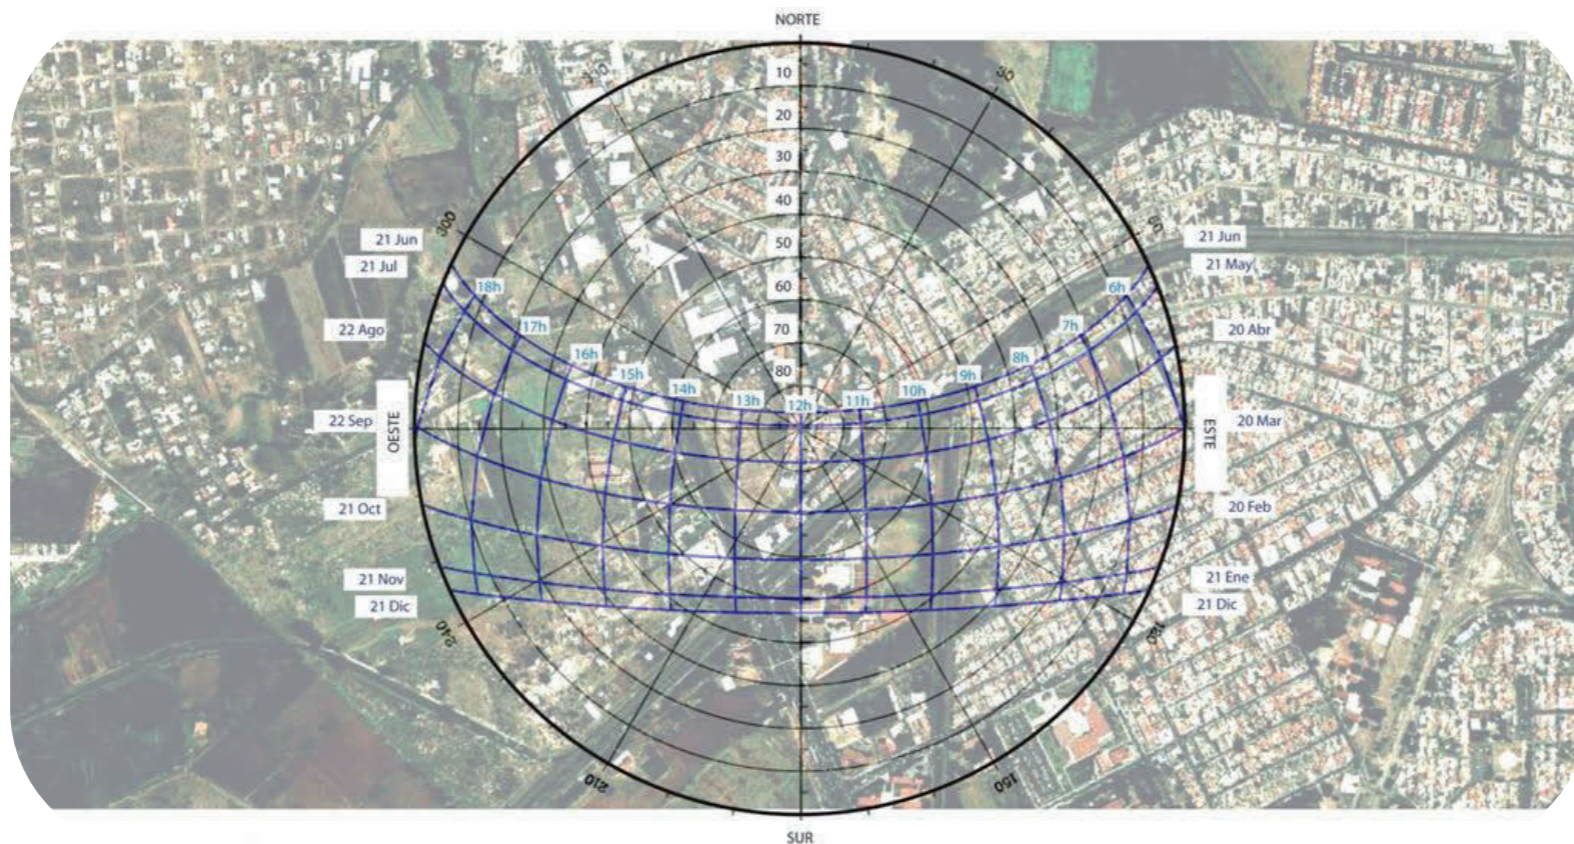 NORTE
10
30
20
30
40
300
50
60
21 Jun
21 Jun
21 Jul
21 May
60
18h
6h
22 Ago
17h
70
7h
20 Abr
16h
8h
15h
80
9h
14h
10h
13h
12h
11h
22 Sep
OESTE
ESTE
20 Mar
21 Oct
20 Feb
21 Nov
21 Ene
21 Dic
21 Dic
240
210
150
SUR